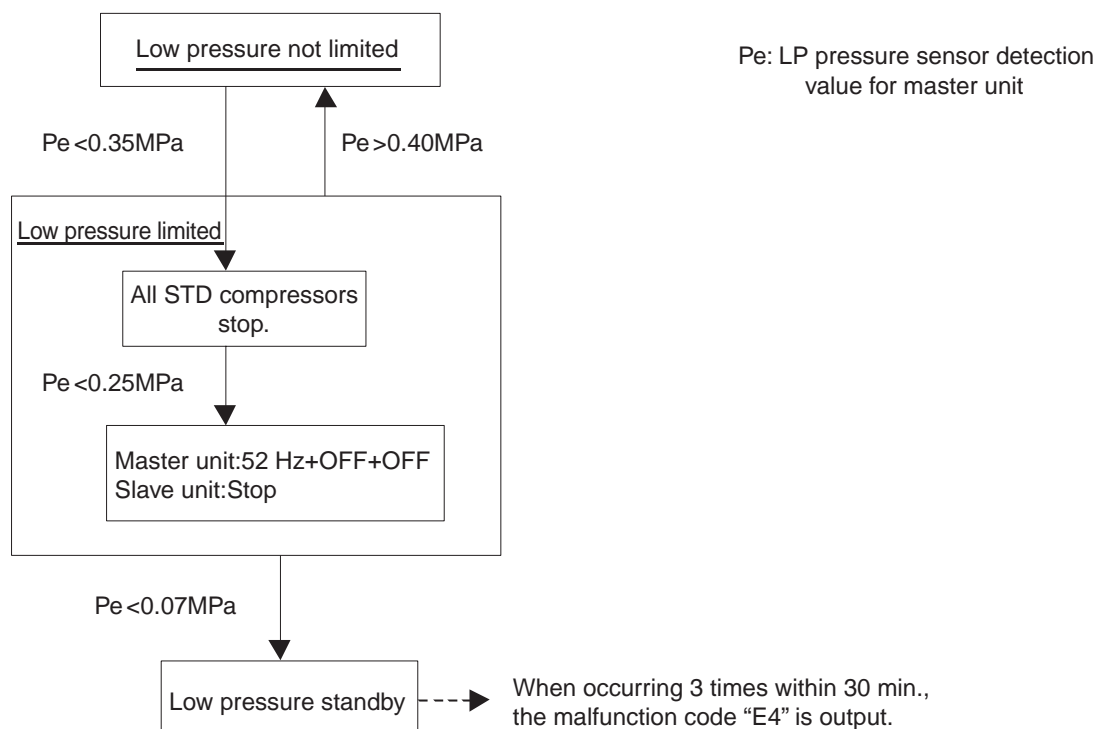 Low pressure not limited
Pe: LP pressure sensor detection
value for master unit
Pe<0.35MPa
Pe>0.40MPa
Low pressure limited
All STD compressors
stop.
Pe<0.25MPa
Master unit:52 Hz+OFF+OFF
Slave unit:Stop
Pe<0.07MPa
Low pressure standby
When occurring 3 times within 30 min.,
the malfunction code “E4” is output.